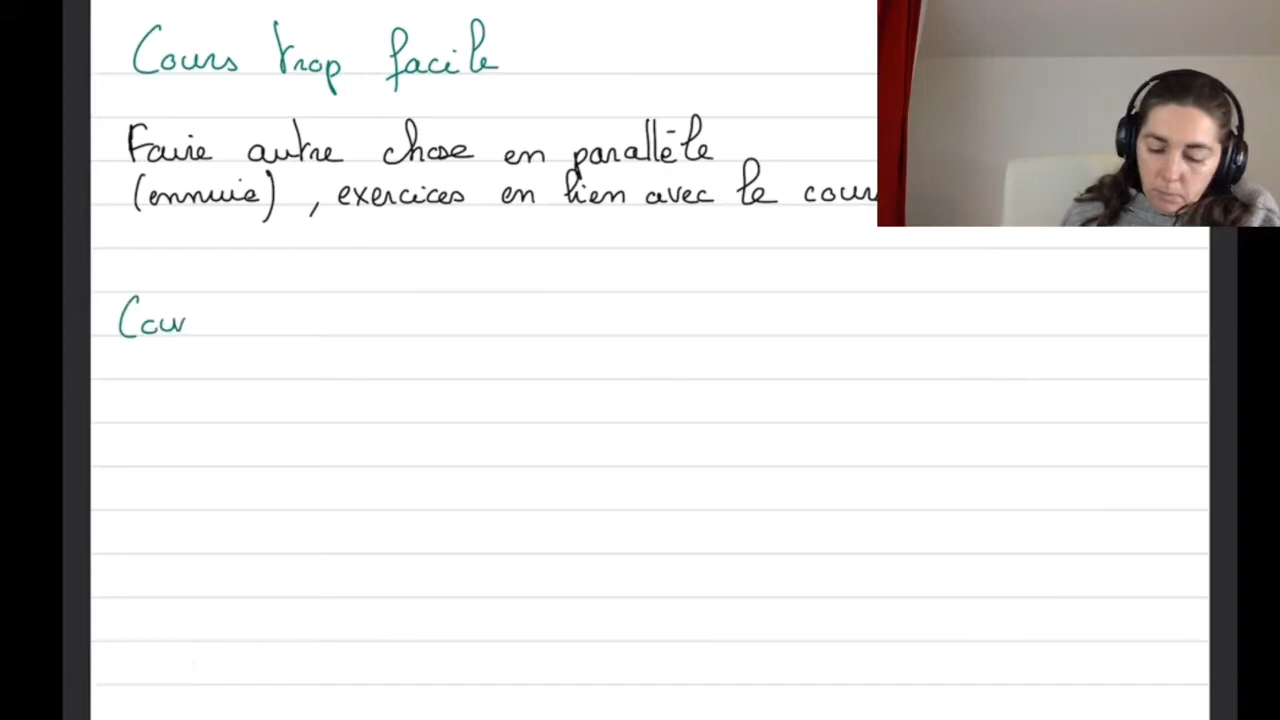 Cours trop facile
Faire autre chose en parallèle
(ennuie), exercices en lien avec le cour
Cour